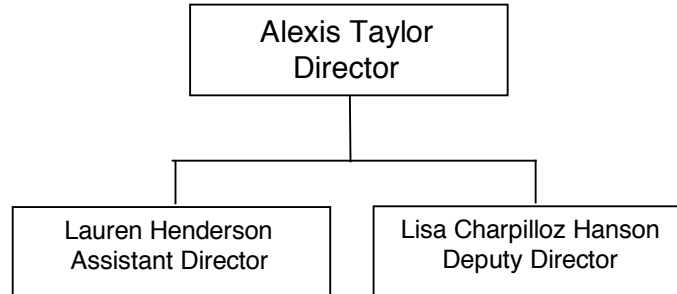 Alexis Taylor
Director
Lauren Henderson
Assistant Director
Lisa Charpilloz Hanson
Deputy Director